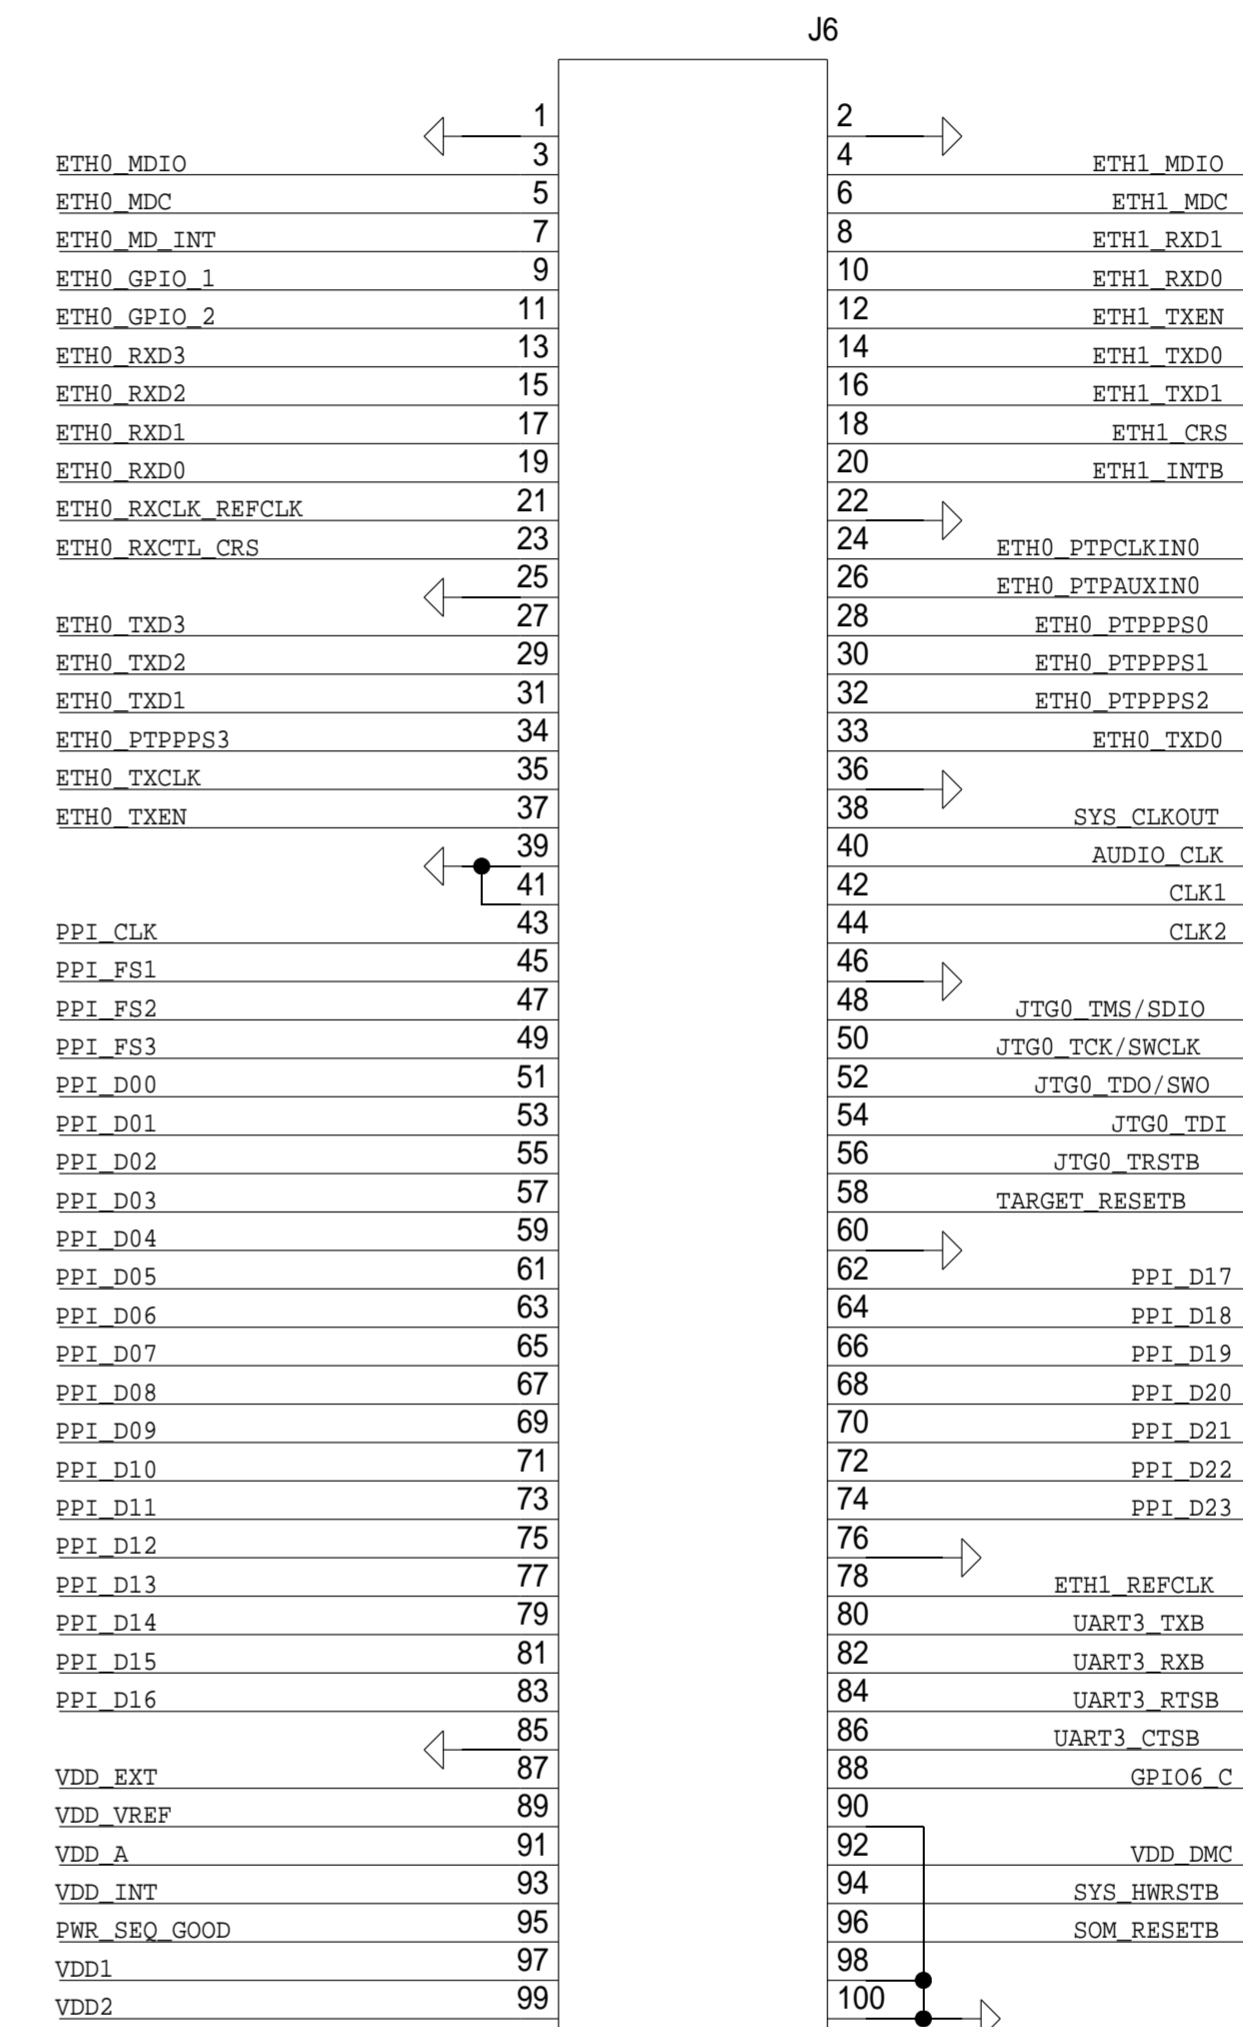 J6
1 2
ETH0_MDIO 3 4 ETH1_MDIO
ETH0_MDC 5 6 ETH1_MDC
ETH0_MD_INT 7 8 ETH1_RXD1
ETH0_GPIO_1 9 10 ETH1_RXD0
ETH0_GPIO_2 11 12 ETH1_TXEN
ETH0_RXD3 13 14 ETH1_TXD0
ETH0_RXD2 15 16 ETH1_TXD1
ETH0_RXD1 17 18 ETH1_CRS
ETH0_RXD0 19 20 ETH1_INTB
ETH0_RXCLK_REFCLK 21 22
ETH0_RXCTL_CRS 23 24 ETH0_PTPCLKIN0
25 26 ETH0_PTPAUXIN0
ETH0_TXD3 27 28 ETH0_PTPPPS0
ETH0_TXD2 29 30 ETH0_PTPPPS1
ETH0_TXD1 31 32 ETH0_PTPPPS2
ETH0_PTPPPS3 34 33 ETH0_TXD0
ETH0_TXCLK 35 36
ETH0_TXEN 37 38 SYS_CLKOUT
39 40 AUDIO_CLK
41 42 CLK1
PPI_CLK 43 44 CLK2
PPI_FS1 45 46
PPI_FS2 47 48 JTG0_TMS/SDIO
PPI_FS3 49 50 JTG0_TCK/SWCLK
PPI_D00 51 52 JTG0_TDO/SWO
PPI_D01 53 54 JTG0_TDI
PPI_D02 55 56 JTG0_TRSTB
PPI_D03 57 58 TARGET_RESETB
PPI_D04 59 60
PPI_D05 61 62 PPI_D17
PPI_D06 63 64 PPI_D18
PPI_D07 65 66 PPI_D19
PPI_D08 67 68 PPI_D20
PPI_D09 69 70 PPI_D21
PPI_D10 71 72 PPI_D22
PPI_D11 73 74 PPI_D23
PPI_D12 75 76
PPI_D13 77 78 ETH1_REFCLK
PPI_D14 79 80 UART3_TXB
PPI_D15 81 82 UART3_RXB
PPI_D16 83 84 UART3_RTSB
85 86 UART3_CTSB
VDD_EXT 87 88 GPIO6_C
VDD_VREF 89 90
VDD_A 91 92 VDD_DMC
VDD_INT 93 94 SYS_HWRSTB
PWR_SEQ_GOOD 95 96 SOM_RESETB
VDD1 97 98
VDD2 99 100